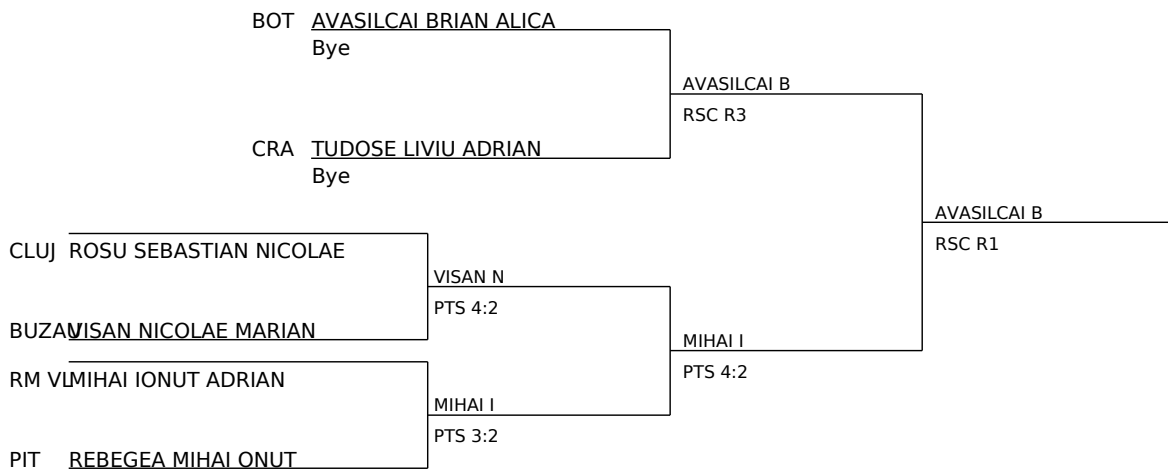 BOT AVASILCAI BRIAN ALICA
Bye
AVASILCAI B
RSC R3
CRA TUDOSE LIVIU ADRIAN
Bye
AVASILCAI B
RSC R1
CLUJ ROSU SEBASTIAN NICOLAE
VISAN N
PTS 4:2
BUZAU VISAN NICOLAE MARIAN
MIHAI I
PTS 4:2
RM VL MIHAI IONUT ADRIAN
MIHAI I
PTS 3:2
PIT REBEGEA MIHAI ONUT